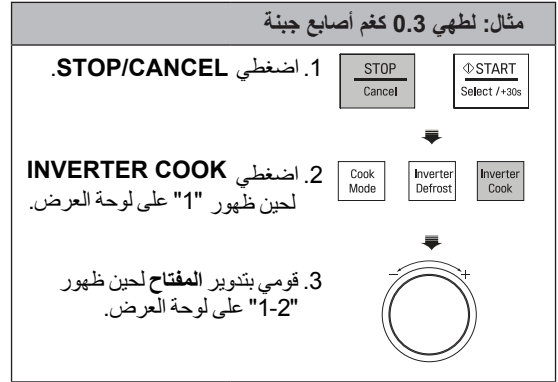 مثال: لطهي 0.3 كغم أصابع جبنة
1. اضغطي STOP/CANCEL.
STOP
Cancel
START
Select /+30s
2. اضغطي INVERTER COOK
لحين ظهور "1" على لوحة العرض.
Cook
Mode
Inverter
Defrost
Inverter
Cook
3. قومي بتدوير المفتاح لحين ظهور
"1-2" على لوحة العرض.
− +